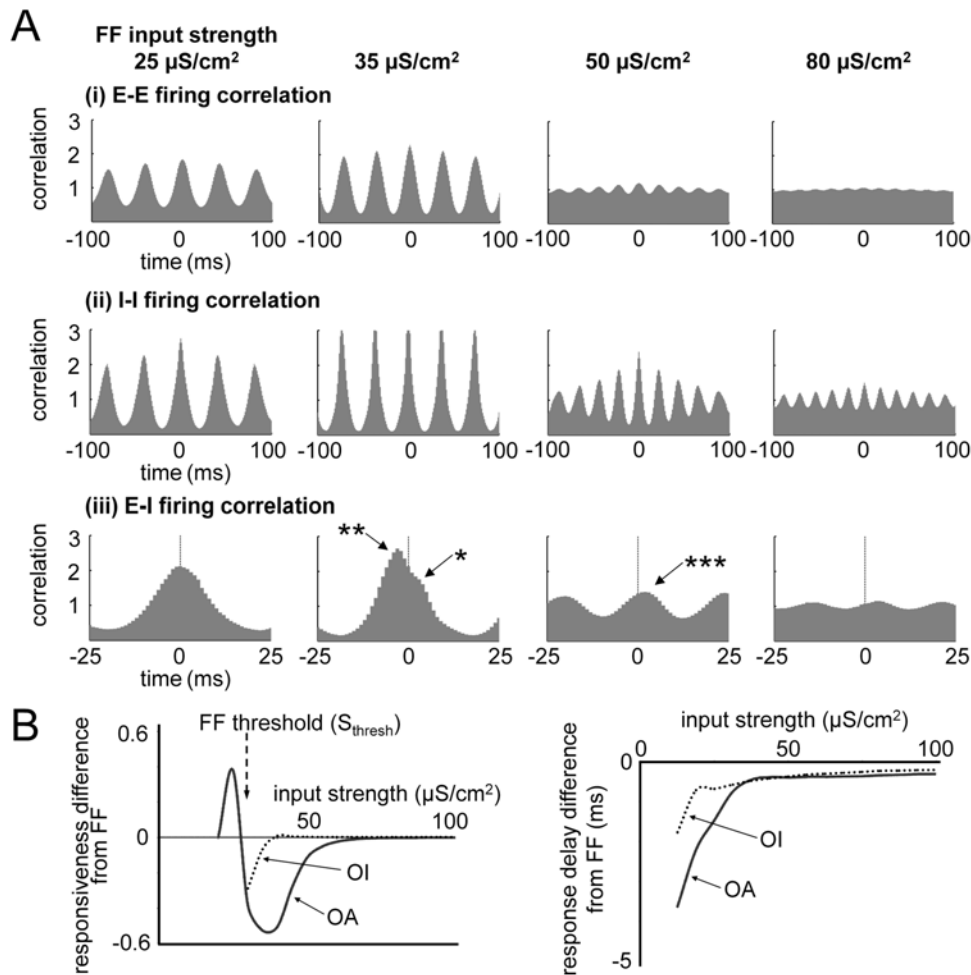 A
FF input strength
25 µS/cm² 35 µS/cm² 50 µS/cm² 80 µS/cm²
(i) E-E firing correlation
correlation
3
2
1
-100 0 100 -100 0 100 -100 0 100 -100 0 100
time (ms)
(ii) I-I firing correlation
correlation
3
2
1
-100 0 100 -100 0 100 -100 0 100 -100 0 100
time (ms)
(iii) E-I firing correlation
correlation
3
2
1
** * ***
-25 0 25 -25 0 25 -25 0 25 -25 0 25
time (ms)
B
responsiveness difference
from FF
0.6
0
-0.6
FF threshold (Sthresh)
input strength (µS/cm²)
50 100
OI
OA
input strength (µS/cm²)
0 50 100
response delay difference
from FF (ms)
0
-5
OI
OA